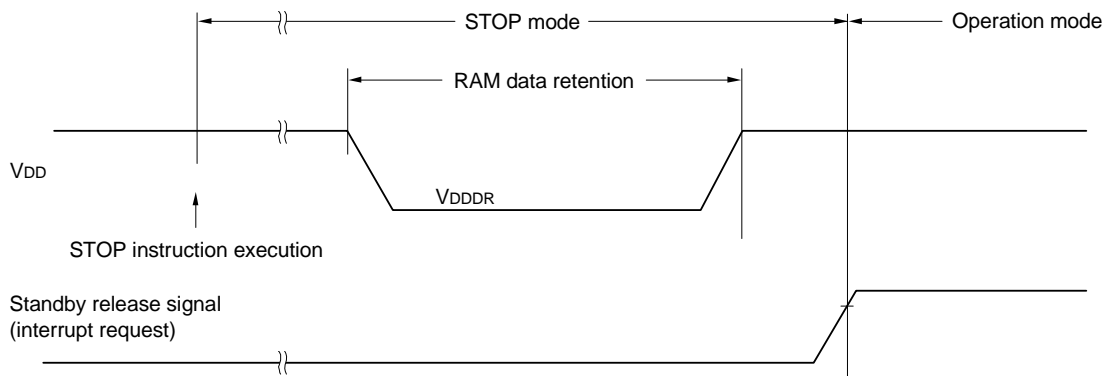 STOP mode
Operation mode
RAM data retention
VDD
VDDDR
STOP instruction execution
Standby release signal
(interrupt request)